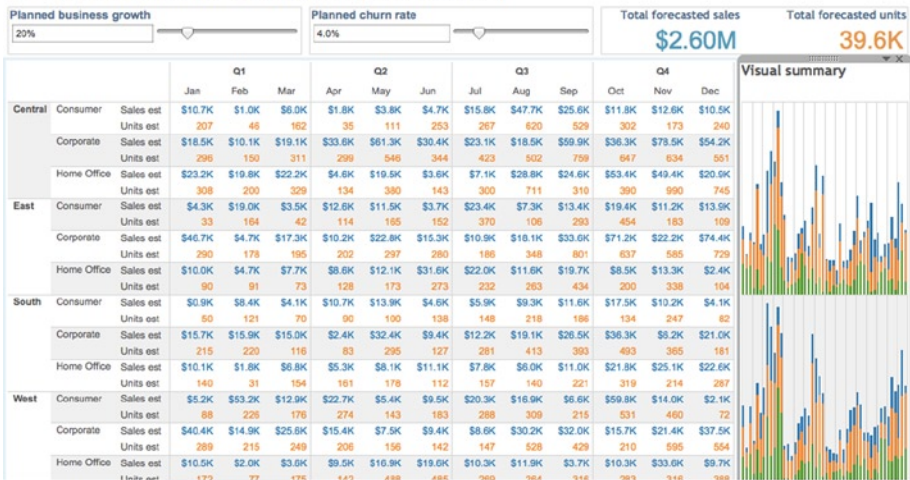 Planned business growth Planned churn rate Total forecasted sales Total forecasted units
20% 4.0% $2.60M 39.6K
Visual summary
Q1 Q2 Q3 Q4
Jan Feb Mar Apr May Jun Jul Aug Sep Oct Nov Dec
Central Consumer Sales est $10.7K $1.0K $6.0K $1.8K $3.8K $4.7K $15.8K $47.7K $25.6K $11.8K $12.6K $10.5K
Units est 207 46 162 35 111 253 267 620 529 302 173 240
Corporate Sales est $18.5K $10.1K $19.1K $33.6K $61.3K $30.4K $23.1K $18.5K $59.9K $36.3K $78.5K $54.2K
Units est 296 150 311 299 546 344 423 502 759 647 634 551
Home Office Sales est $23.2K $19.8K $22.2K $4.6K $19.5K $3.6K $7.1K $28.8K $24.6K $53.4K $49.4K $20.9K
Units est 308 200 329 134 380 143 300 711 310 390 990 745
East Consumer Sales est $4.3K $19.0K $3.5K $12.6K $11.5K $3.7K $23.4K $7.3K $13.4K $19.4K $11.2K $13.9K
Units est 33 164 42 114 165 152 370 106 293 454 183 109
Corporate Sales est $46.7K $4.7K $17.3K $10.2K $22.8K $15.3K $10.9K $18.1K $33.6K $71.2K $22.2K $74.4K
Units est 290 178 195 202 297 280 186 348 801 637 585 729
Home Office Sales est $10.0K $4.7K $7.7K $8.6K $12.1K $31.6K $22.0K $11.6K $19.7K $8.5K $13.3K $2.4K
Units est 90 91 73 128 173 273 232 263 434 200 338 104
South Consumer Sales est $0.9K $8.4K $4.1K $10.7K $13.9K $4.6K $5.9K $9.3K $11.6K $17.5K $10.2K $4.1K
Units est 50 121 70 90 100 138 148 218 186 134 247 62
Corporate Sales est $15.7K $15.9K $15.0K $2.4K $32.4K $9.4K $12.2K $19.1K $26.5K $36.3K $6.2K $21.0K
Units est 215 220 116 83 295 127 281 413 393 493 365 181
Home Office Sales est $10.1K $1.8K $6.8K $5.3K $8.1K $11.1K $7.8K $6.0K $11.0K $21.8K $25.1K $22.6K
Units est 140 31 154 161 178 112 157 140 221 319 214 287
West Consumer Sales est $5.2K $53.2K $12.9K $22.7K $5.4K $9.5K $20.3K $16.9K $6.6K $59.8K $14.0K $2.1K
Units est 88 226 176 274 143 183 288 309 215 531 460 72
Corporate Sales est $40.4K $14.9K $25.6K $15.4K $7.5K $9.4K $8.6K $30.2K $32.0K $15.7K $21.4K $37.5K
Units est 289 215 249 206 156 142 147 528 429 210 595 554
Home Office Sales est $10.5K $2.0K $3.6K $9.5K $16.9K $19.6K $10.3K $11.9K $3.7K $10.3K $33.6K $9.7K